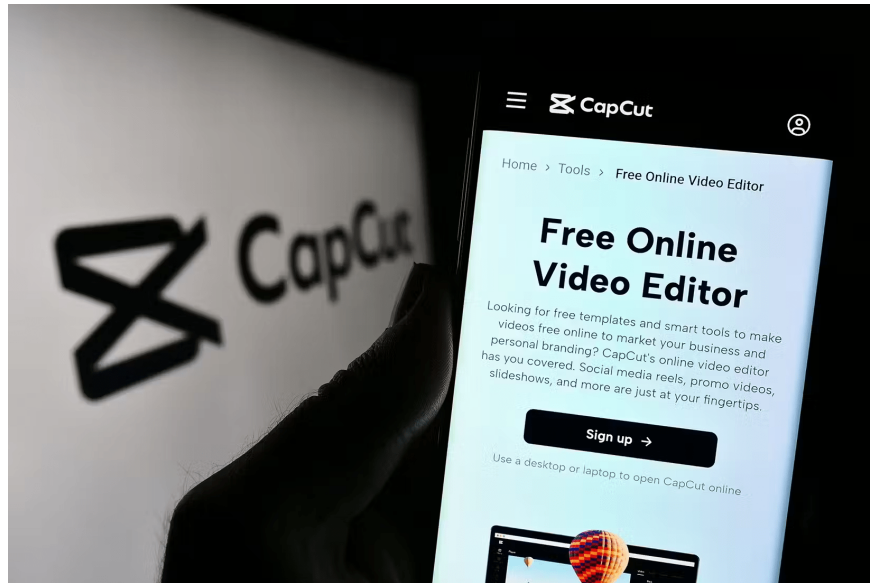 CapCut
CapCut
Home > Tools > Free Online Video Editor
Free Online
Video Editor
Looking for free templates and smart tools to make
videos free online to market your business and
personal branding? CapCut's online video editor
has you covered. Social media reels, promo videos,
slideshows, and more are just at your fingertips.
Sign up →
Use a desktop or laptop to open CapCut online